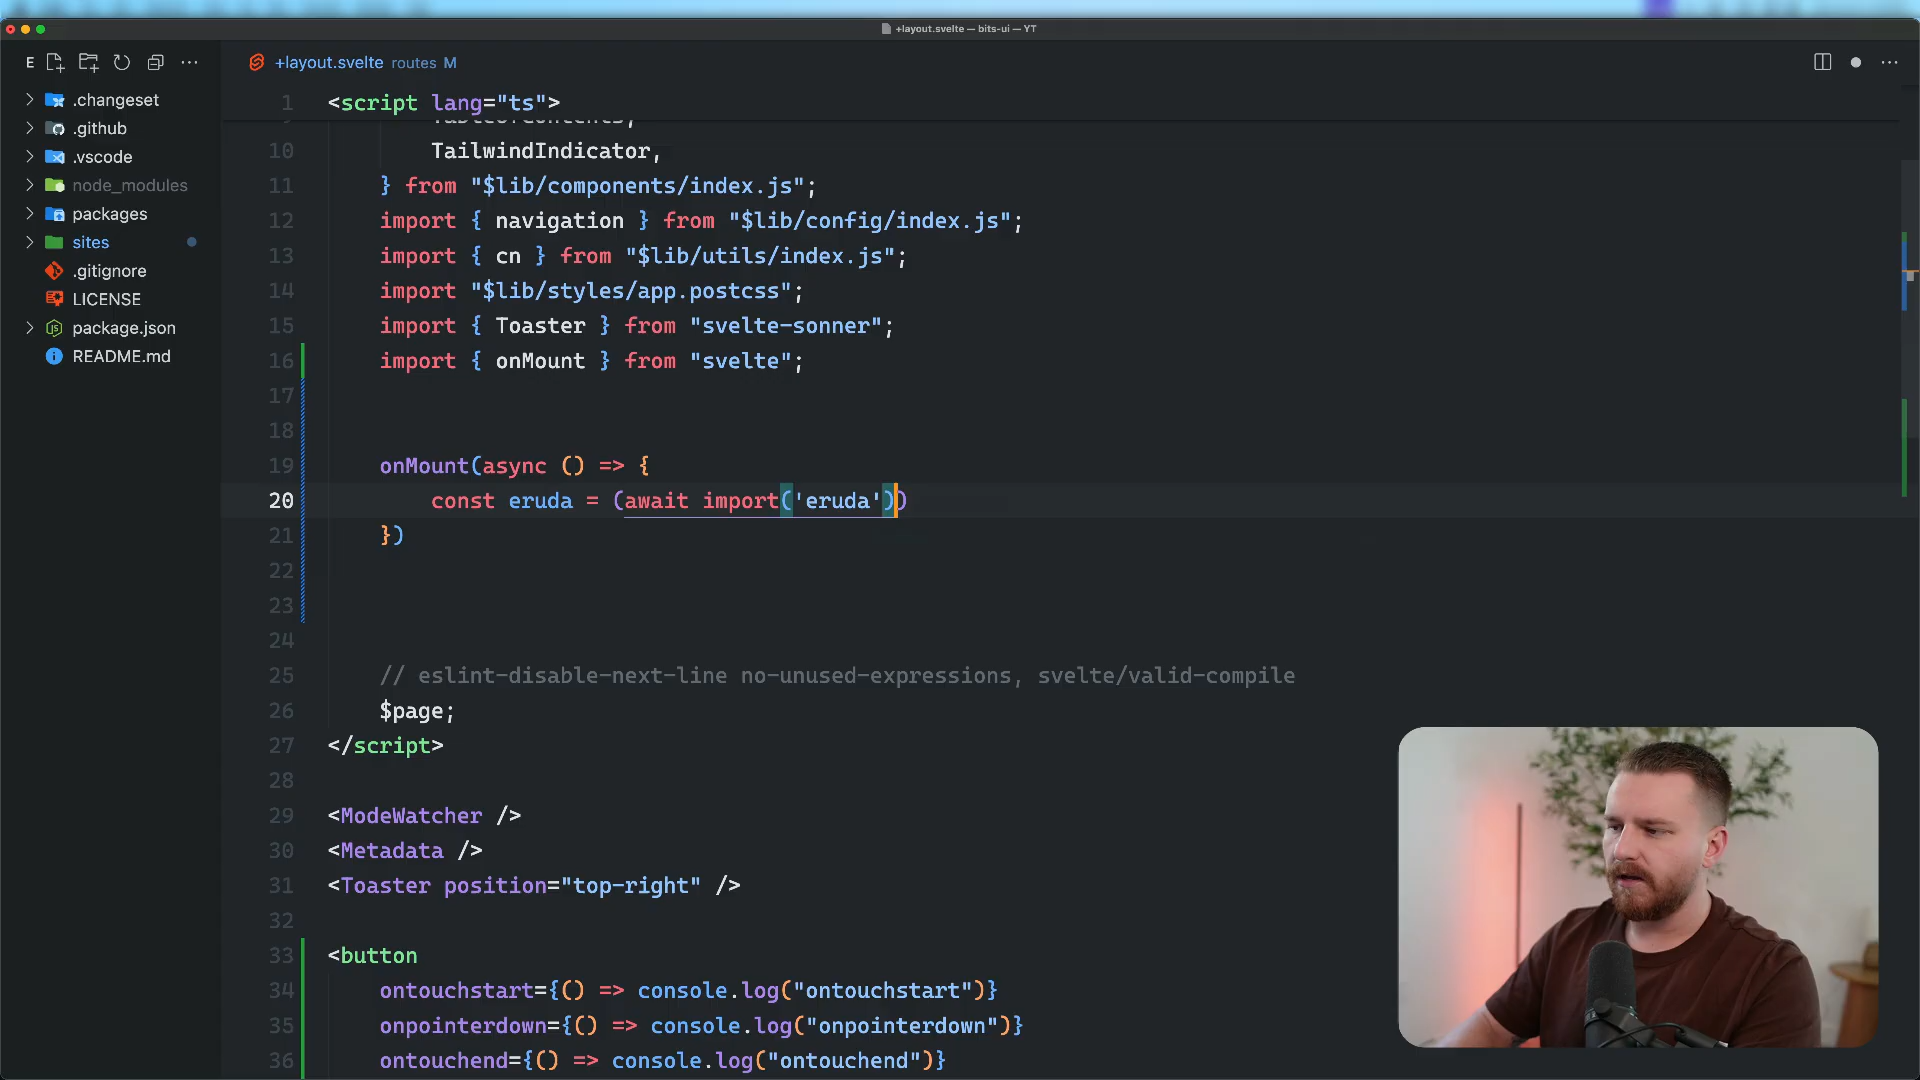 +layout.svelte — bits-ui — YT
E
+layout.svelte routes M
.changeset
.github
.vscode
node_modules
packages
sites
.gitignore
LICENSE
package.json
README.md
1 <script lang="ts">
10 TailwindIndicator,
11 } from "$lib/components/index.js";
12 import { navigation } from "$lib/config/index.js";
13 import { cn } from "$lib/utils/index.js";
14 import "$lib/styles/app.postcss";
15 import { Toaster } from "svelte-sonner";
16 import { onMount } from "svelte";
17
18
19 onMount(async () => {
20 const eruda = (await import('eruda'))
21 })
22
23
24
25 // eslint-disable-next-line no-unused-expressions, svelte/valid-compile
26 $page;
27 </script>
28
29 <ModeWatcher />
30 <Metadata />
31 <Toaster position="top-right" />
32
33 <button
34 ontouchstart={() => console.log("ontouchstart")}
35 onpointerdown={() => console.log("onpointerdown")}
36 ontouchend={() => console.log("ontouchend")}